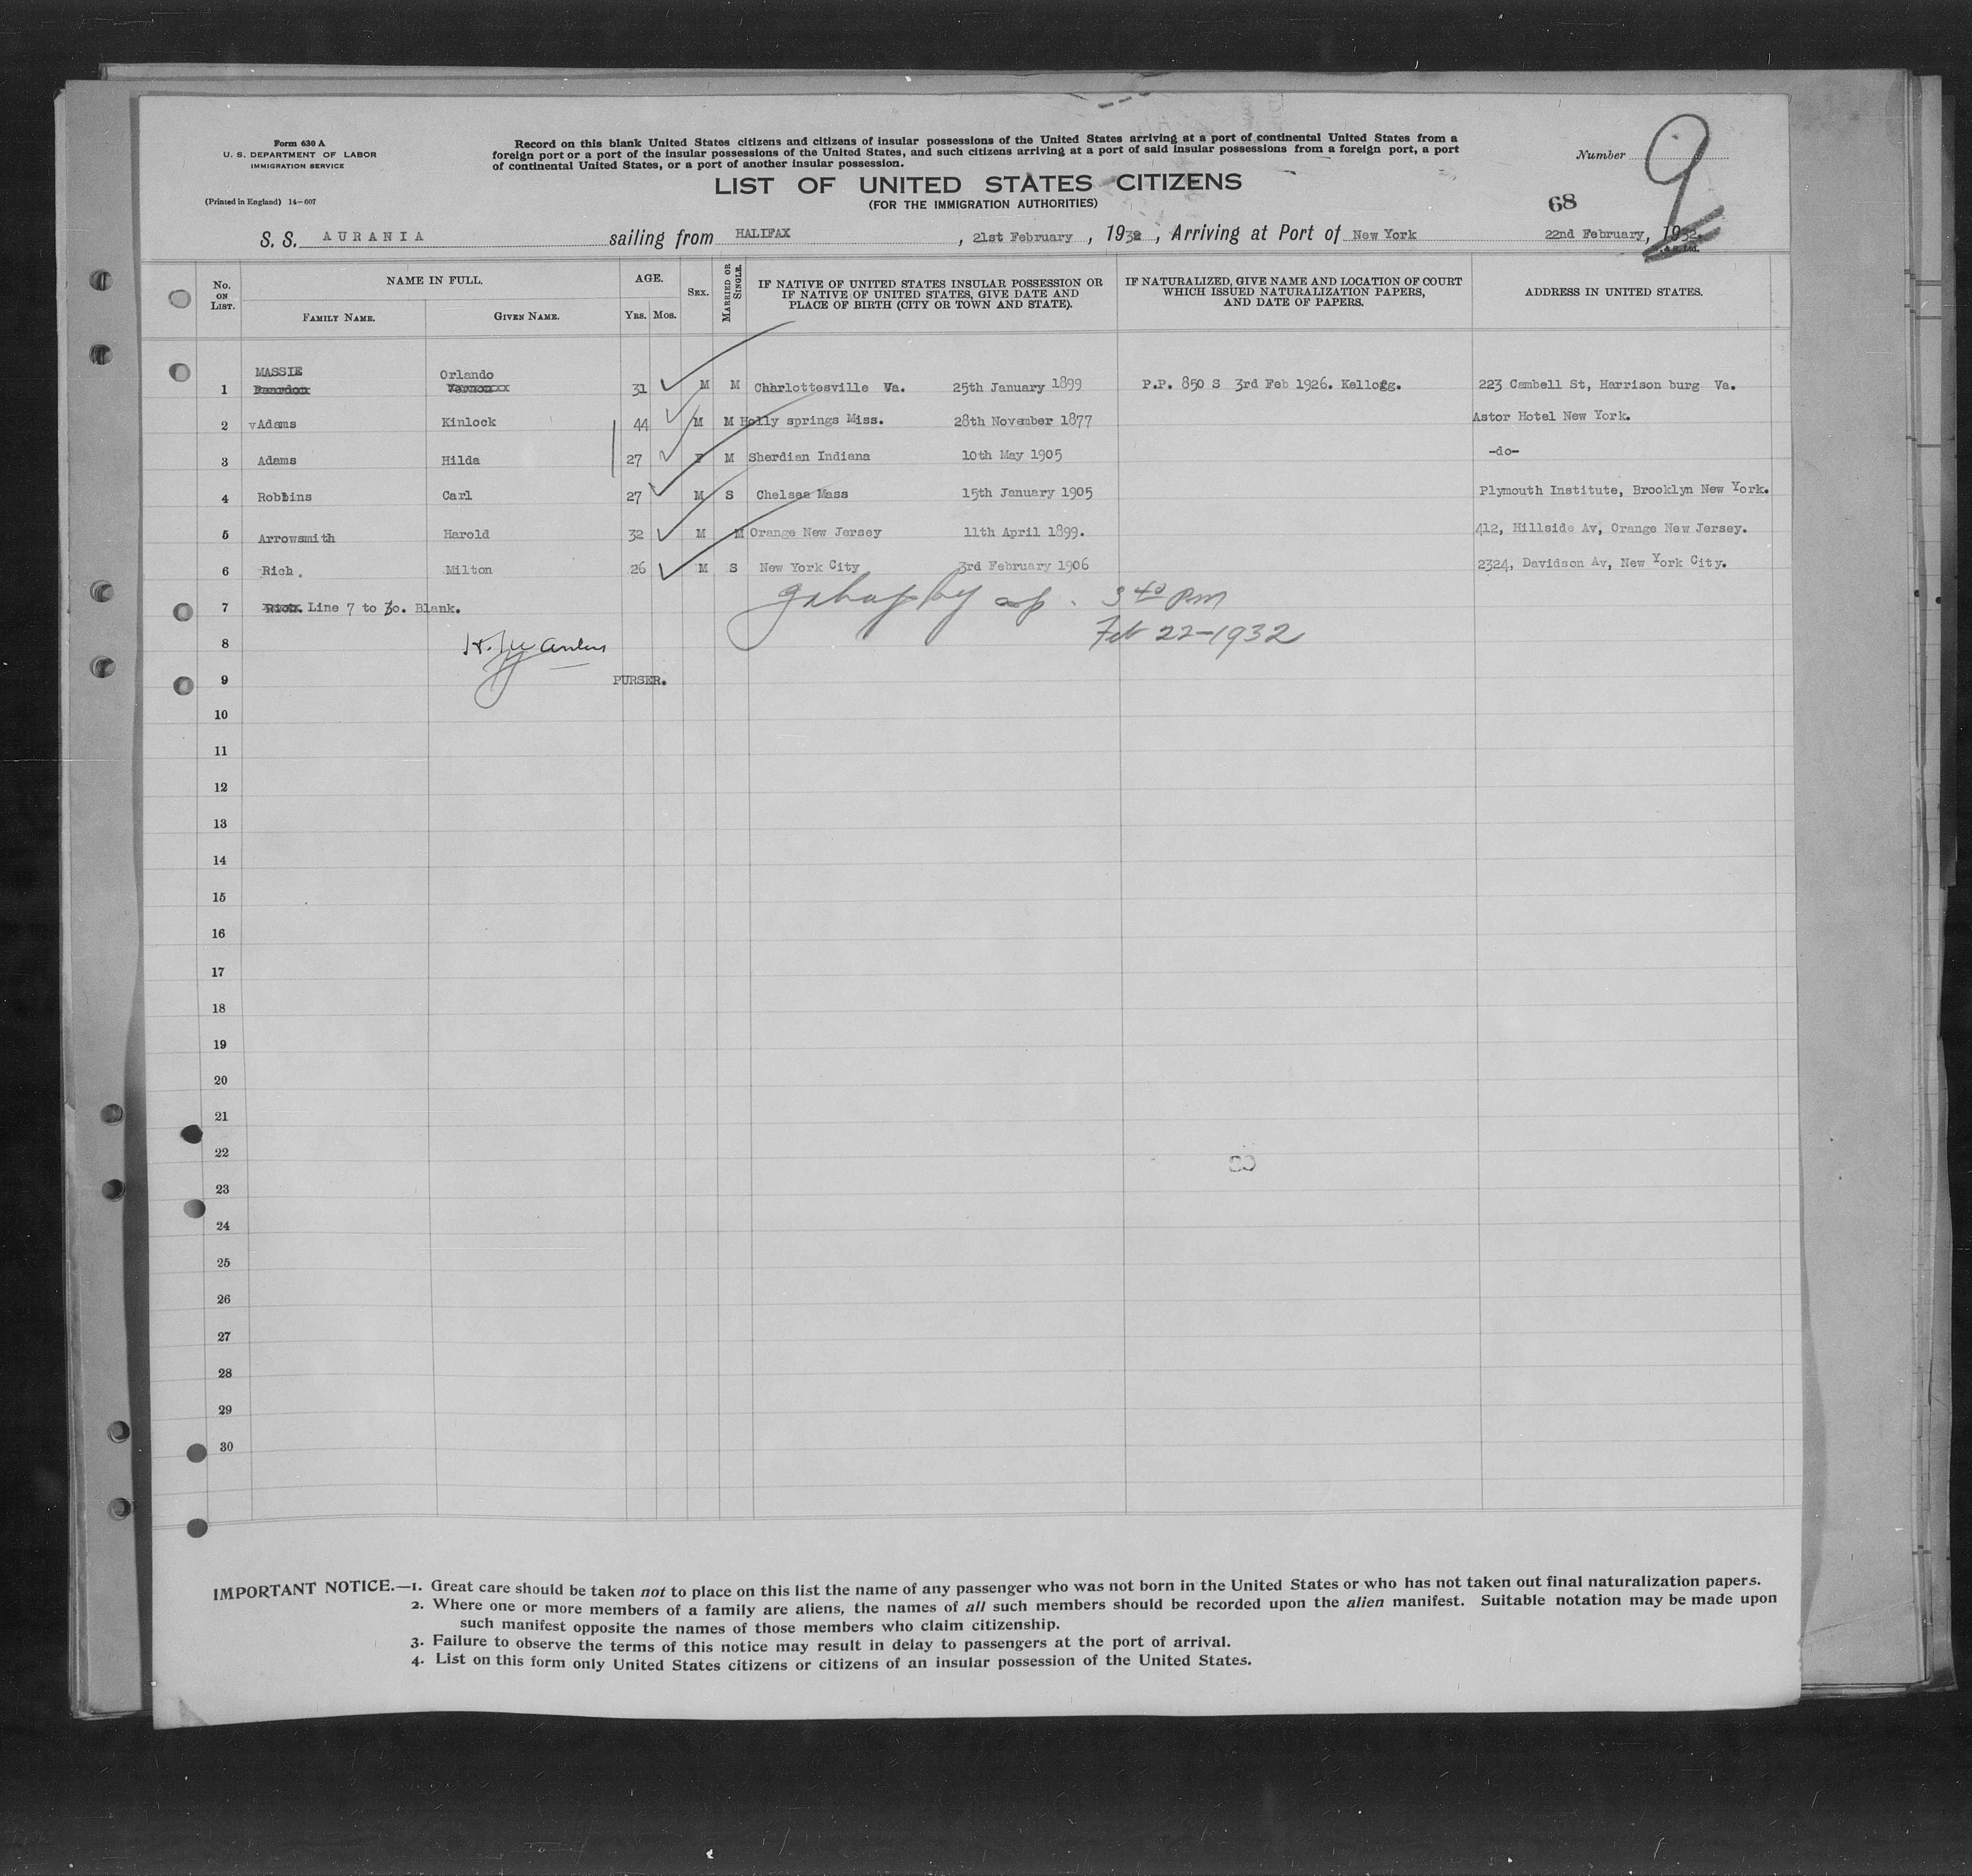 Form 630 A
U. S. DEPARTMENT OF LABOR
IMMIGRATION SERVICE
(Printed in England) 14—607
Record on this blank United States citizens and citizens of insular possessions of the United States arriving at a port of continental United States from a
foreign port or a port of the insular possessions of the United States, and such citizens arriving at a port of said insular possessions from a foreign port, a port
of continental United States, or a port of another insular possession.
Number 9
LIST OF UNITED STATES CITIZENS
(FOR THE IMMIGRATION AUTHORITIES)
68
S. S. AURANIA sailing from HALIFAX, 21st February, 1932, Arriving at Port of New York 22nd February, 1932.
No. ON LIST. NAME IN FULL. AGE. SEX. MARRIED OR SINGLE. IF NATIVE OF UNITED STATES INSULAR POSSESSION OR IF NATIVE OF UNITED STATES, GIVE DATE AND PLACE OF BIRTH (CITY OR TOWN AND STATE). IF NATURALIZED, GIVE NAME AND LOCATION OF COURT WHICH ISSUED NATURALIZATION PAPERS, AND DATE OF PAPERS. ADDRESS IN UNITED STATES.
FAMILY NAME. GIVEN NAME. YRS. MOS.
MASSIE Orlando
1 Reardon 31 M M Charlottesville Va. 25th January 1899 P.P. 850 S 3rd Feb 1926. Kellogg. 223 Cambell St, Harrison burg Va.
2 Adams Kinlock 44 M M Holly springs Miss. 28th November 1877 Astor Hotel New York.
3 Adams Hilda 27 F M Sherdian Indiana 10th May 1905 -do-
4 Robbins Carl 27 M S Chelsea Mass 15th January 1905 Plymouth Institute, Brooklyn New York.
5 Arrowsmith Harold 32 M M Orange New Jersey 11th April 1899. 412, Hillside Av, Orange New Jersey.
6 Rich. Milton 26 M S New York City 3rd February 1906 2324, Davidson Av, New York City.
7 Line 7 to 30. Blank. 3 40 Pm
8 Feb 22-1932
9 PURSER.
10
11
12
13
14
15
16
17
18
19
20
21
22
23
24
25
26
27
28
29
30
IMPORTANT NOTICE.—1. Great care should be taken not to place on this list the name of any passenger who was not born in the United States or who has not taken out final naturalization papers.
2. Where one or more members of a family are aliens, the names of all such members should be recorded upon the alien manifest. Suitable notation may be made upon
such manifest opposite the names of those members who claim citizenship.
3. Failure to observe the terms of this notice may result in delay to passengers at the port of arrival.
4. List on this form only United States citizens or citizens of an insular possession of the United States.